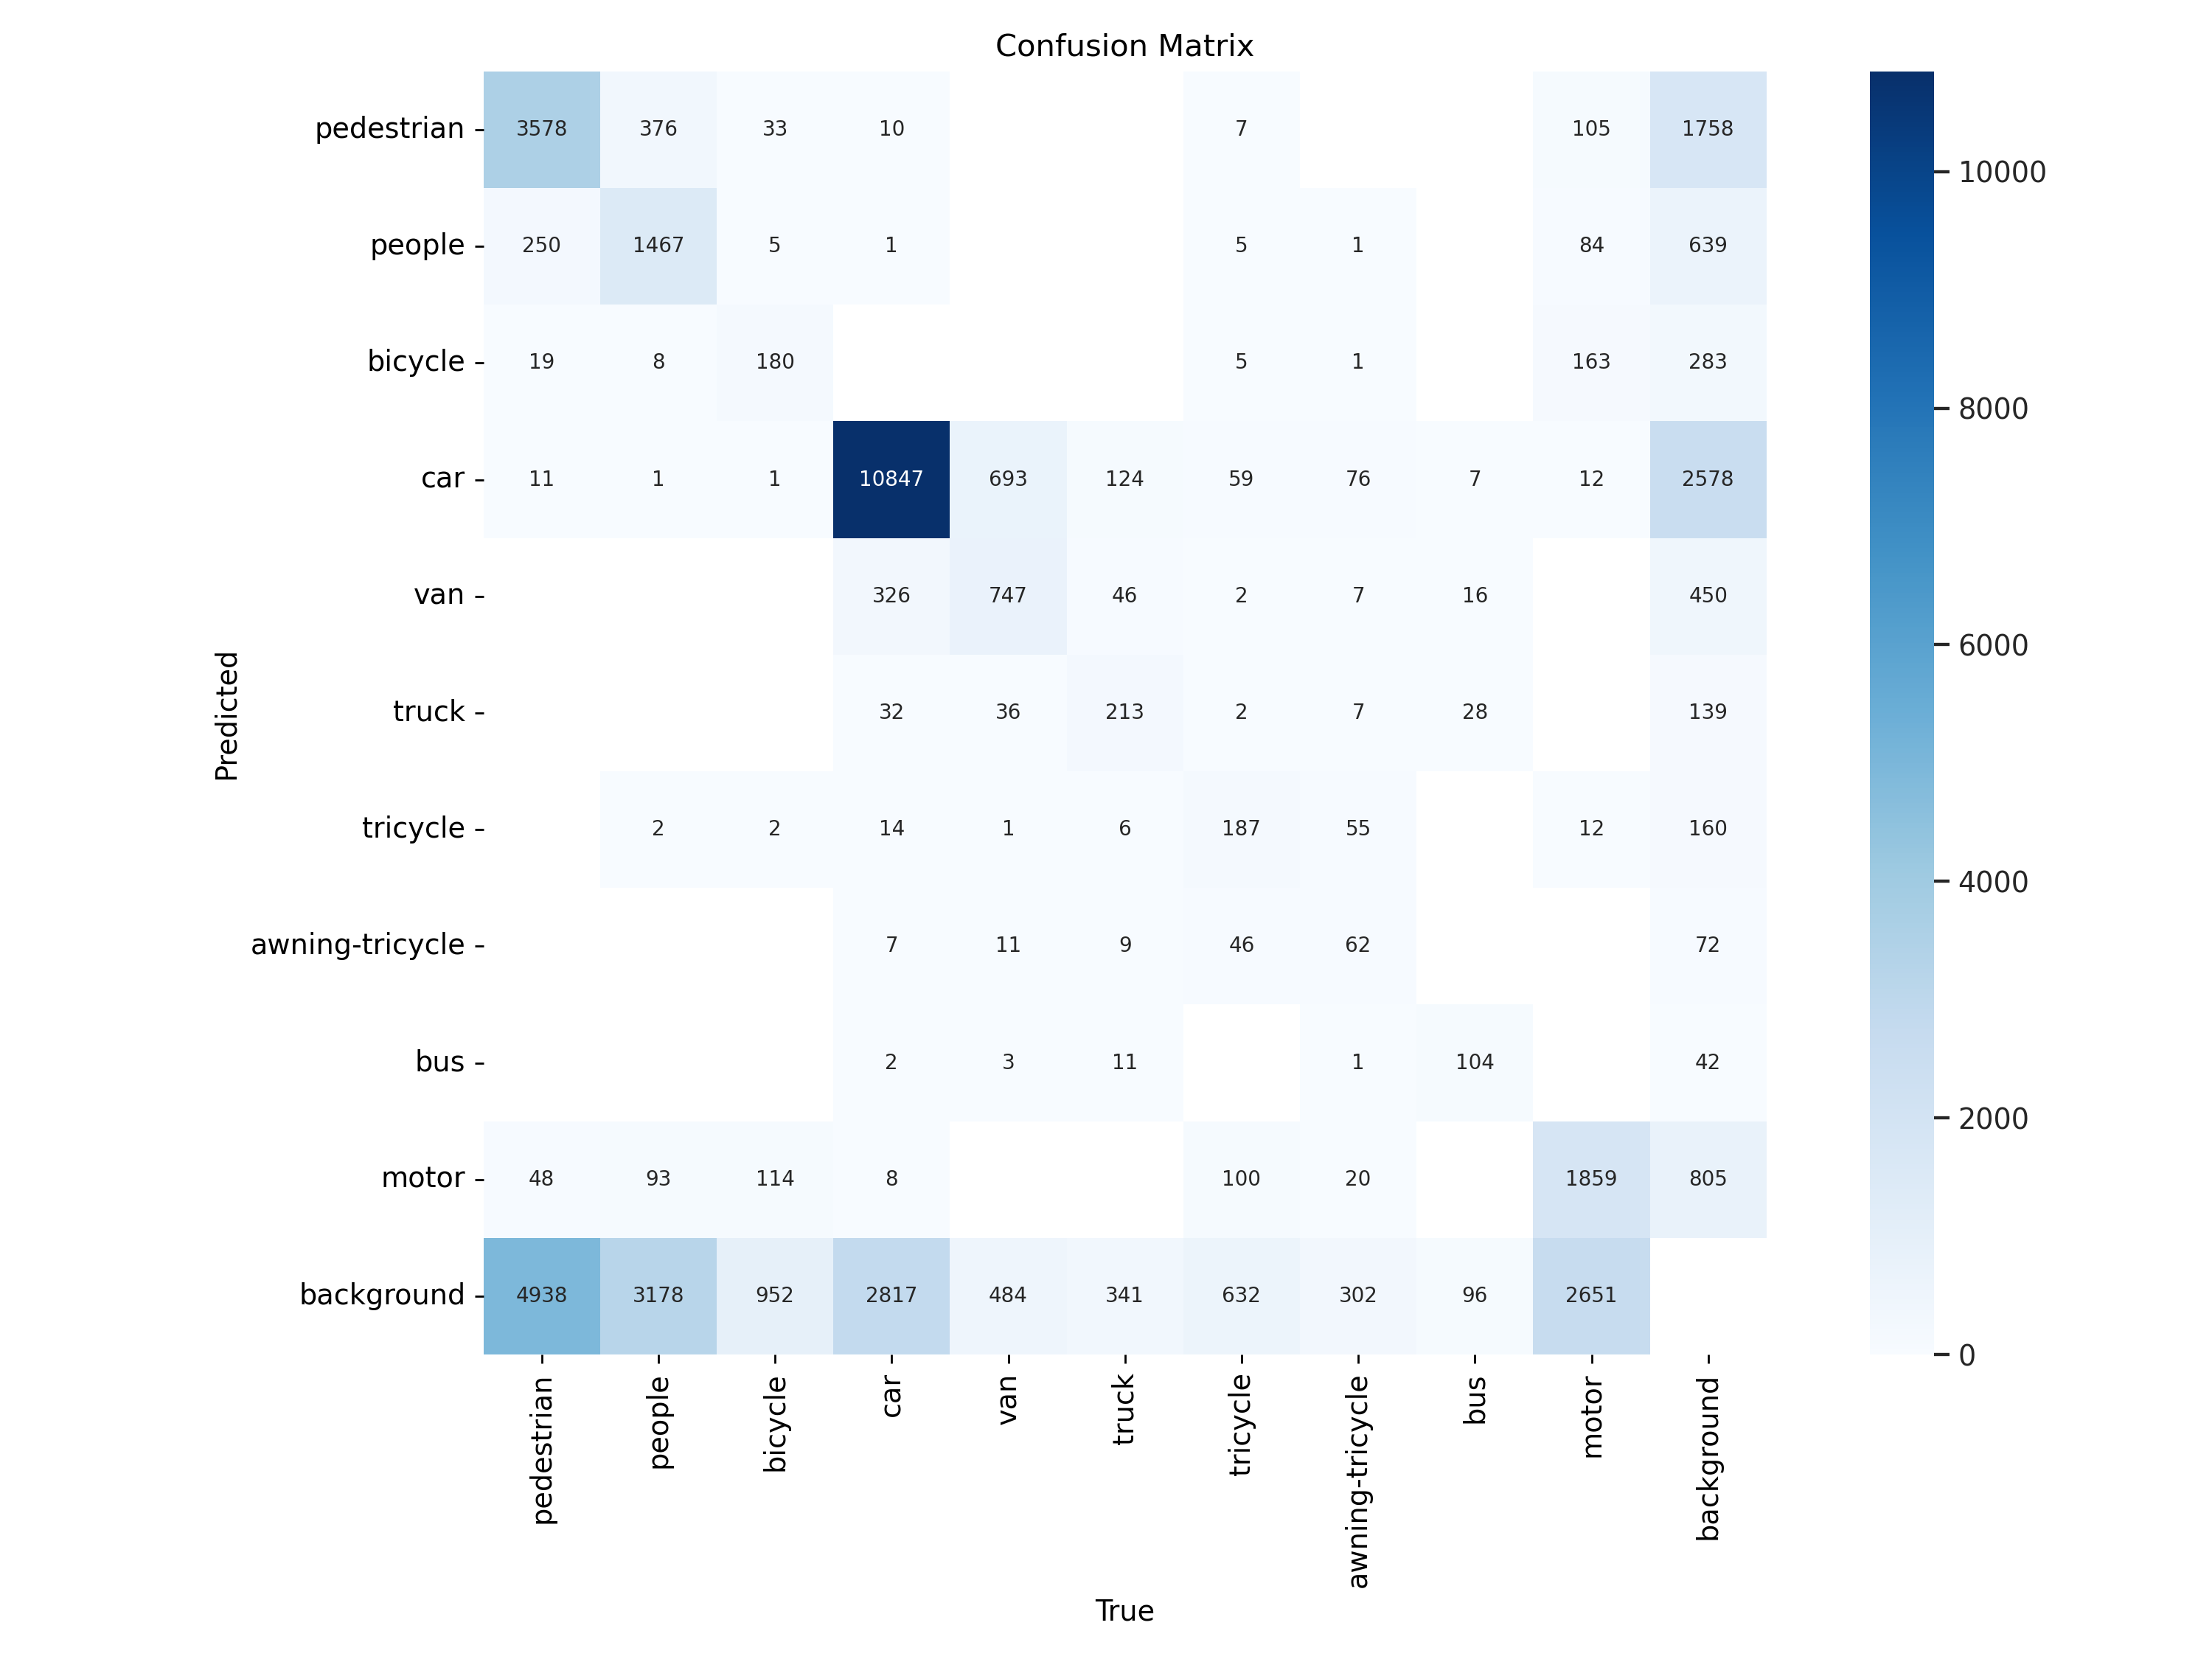 Confusion Matrix
pedestrian 3578 376 33 10 7 105 1758
people 250 1467 5 1 5 1 84 639
bicycle 19 8 180 5 1 163 283
car 11 1 1 10847 693 124 59 76 7 12 2578
van 326 747 46 2 7 16 450
truck 32 36 213 2 7 28 139
tricycle 2 2 14 1 6 187 55 12 160
awning-tricycle 7 11 9 46 62 72
bus 2 3 11 1 104 42
motor 48 93 114 8 100 20 1859 805
background 4938 3178 952 2817 484 341 632 302 96 2651
Predicted
pedestrian people bicycle car van truck tricycle awning-tricycle bus motor background
True
10000
8000
6000
4000
2000
0